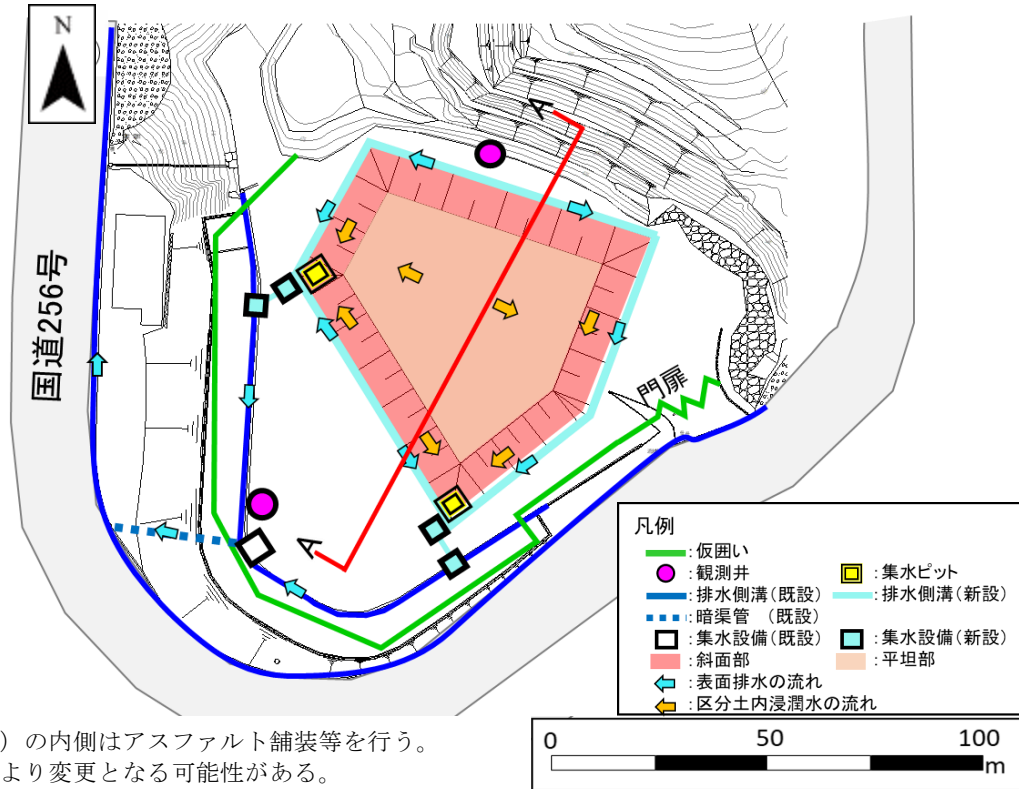 N
A
国道256号
門扉
A
凡例
:仮囲い
:観測井
:集水ピット
:排水側溝(既設)
:排水側溝(新設)
:暗渠管 (既設)
:集水設備(既設)
:集水設備(新設)
:斜面部
:平坦部
:表面排水の流れ
:区分土内浸潤水の流れ
)の内側はアスファルト舗装等を行う。
より変更となる可能性がある。
0 50 100
m